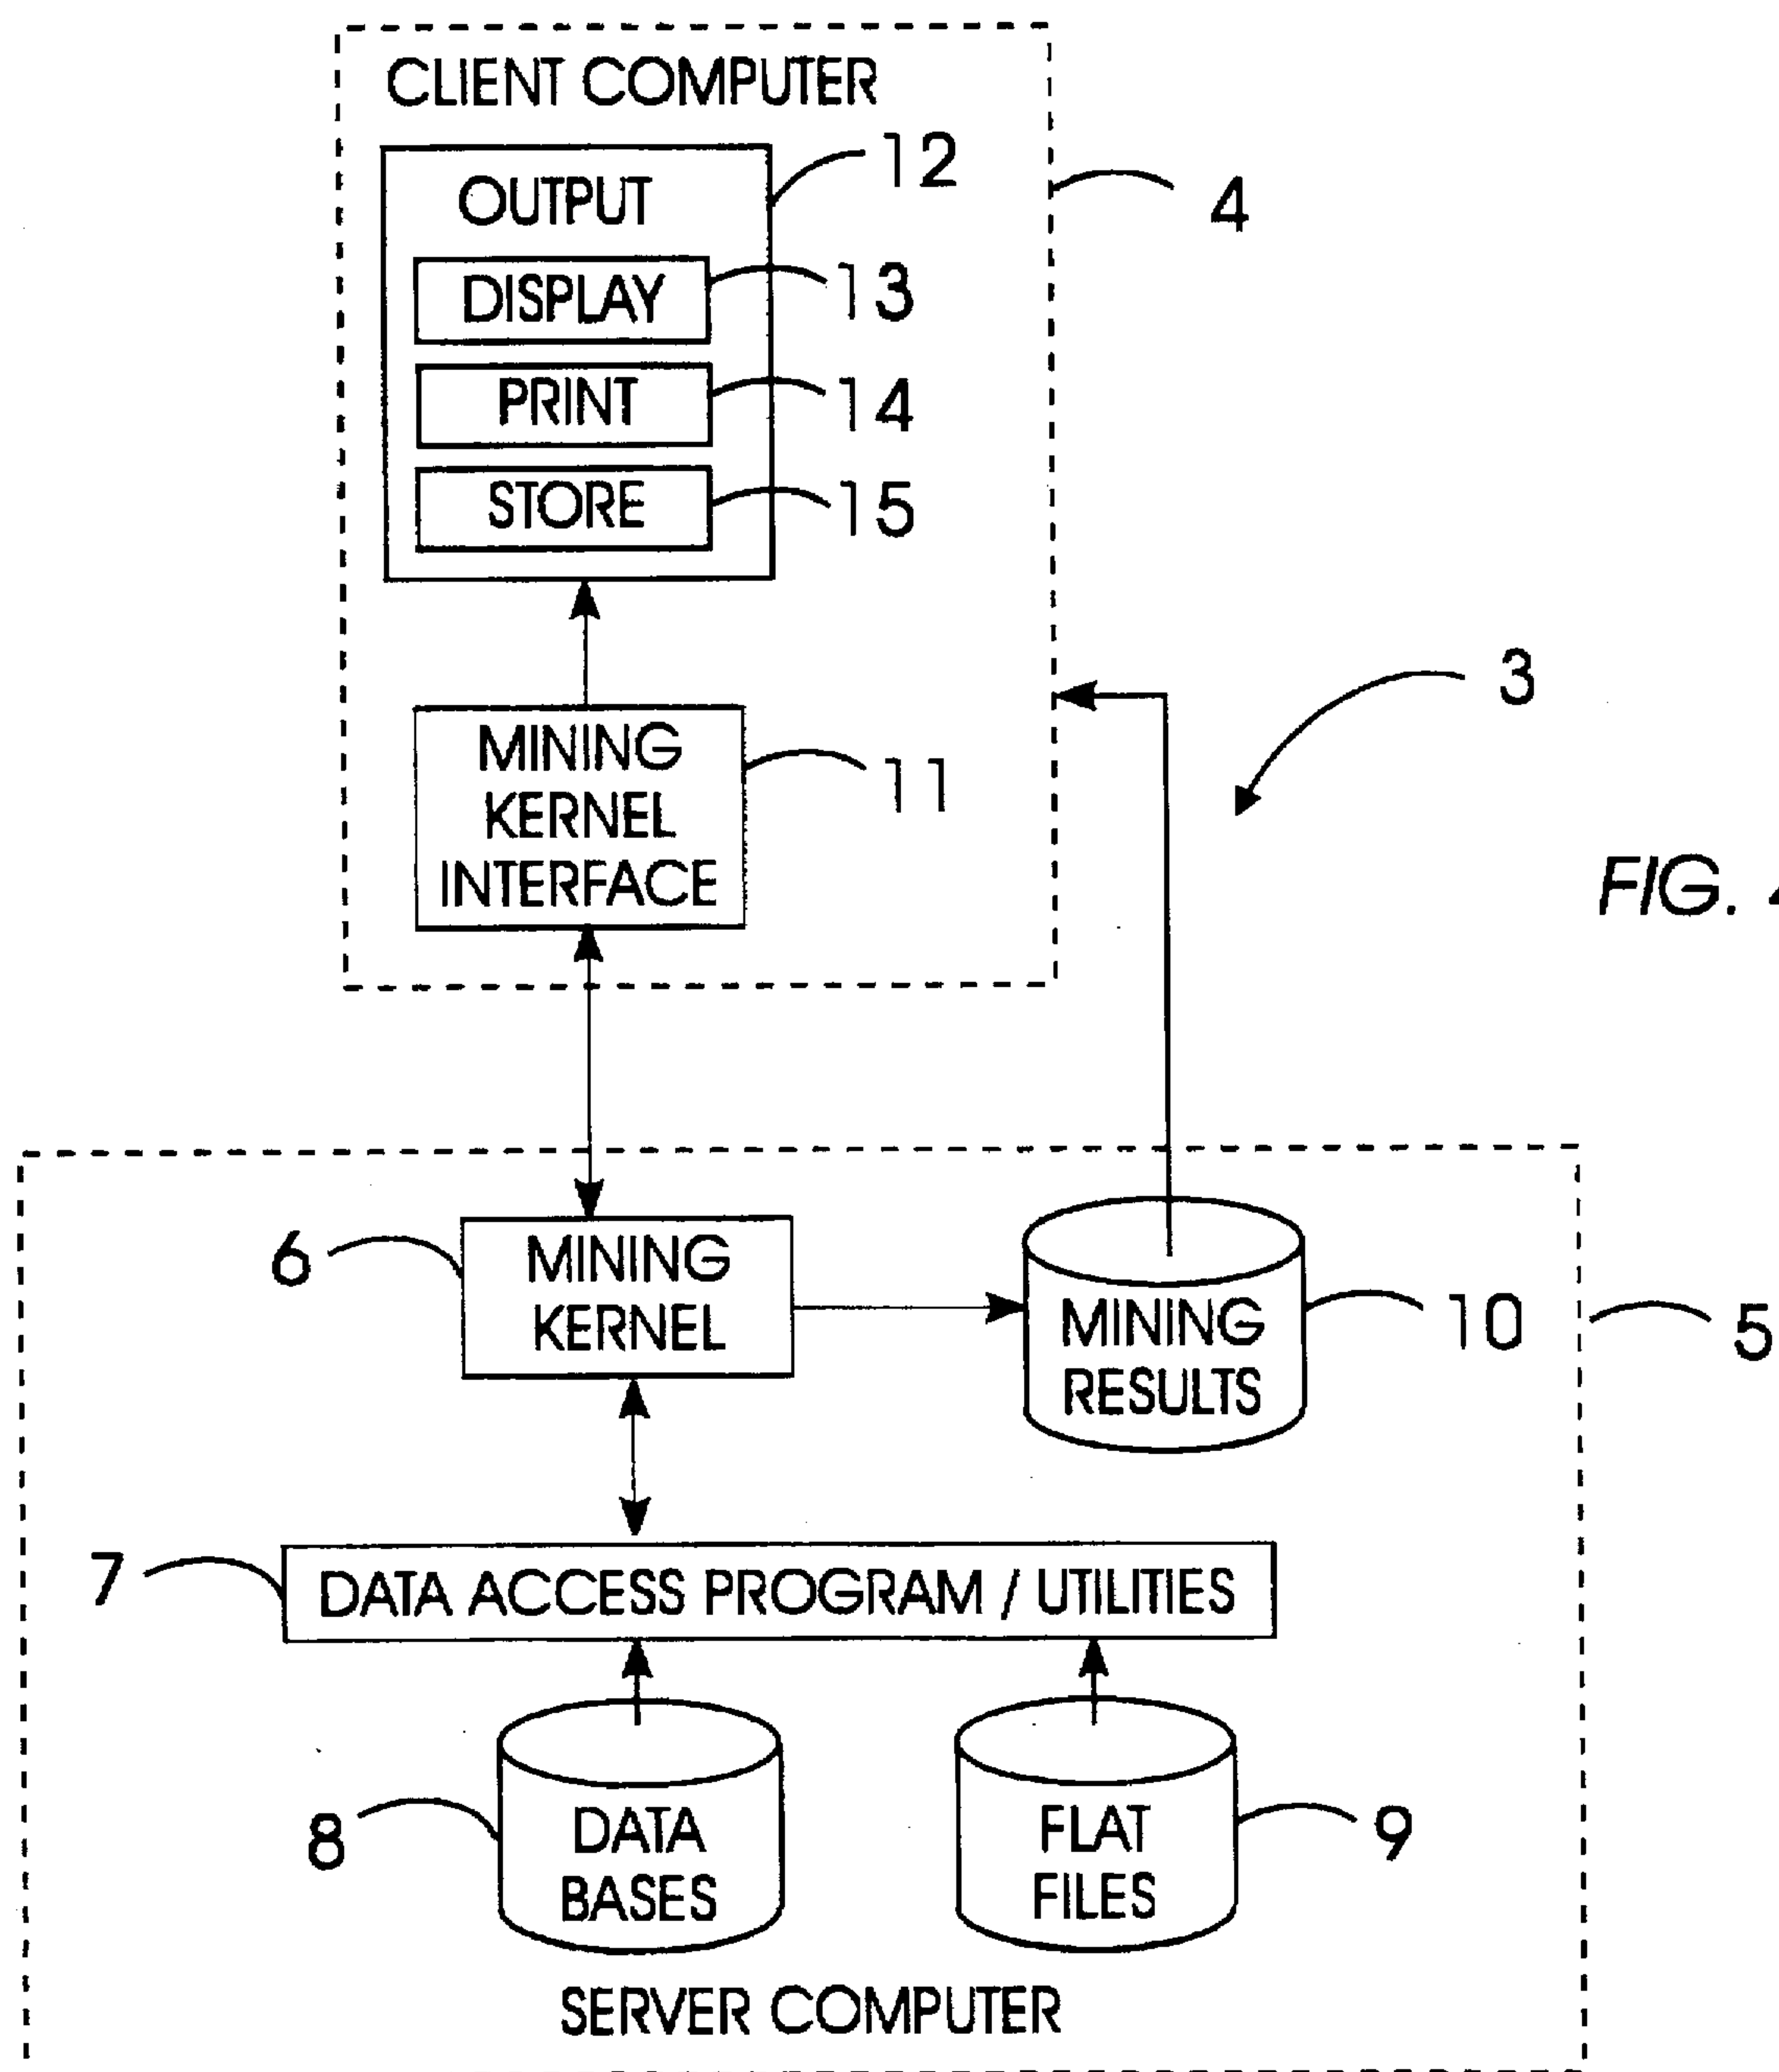 CLIENT COMPUTER
OUTPUT
12
4
DISPLAY
13
PRINT
14
STORE
15
3
MINING
KERNEL
INTERFACE
11
FIG.
6
MINING
KERNEL
MINING
RESULTS
10
5
7
DATA ACCESS PROGRAM / UTILITIES
8
DATA
BASES
FLAT
FILES
9
SERVER COMPUTER